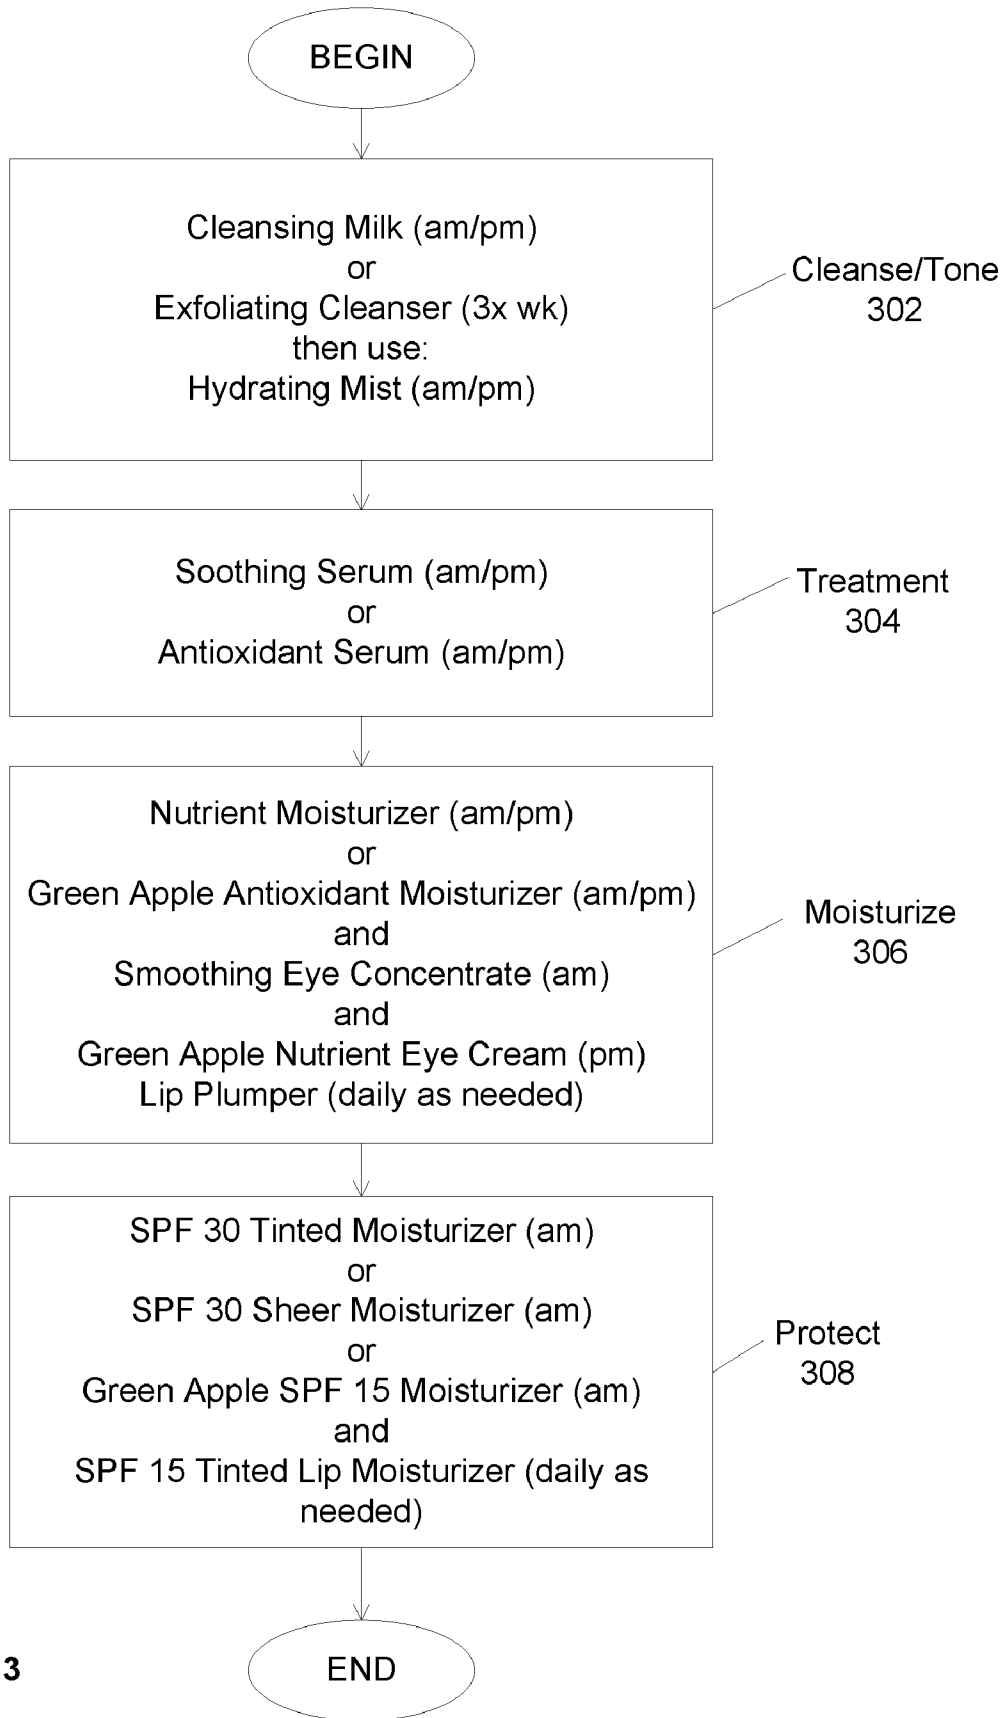 BEGIN
Cleansing Milk (am/pm)
or
Exfoliating Cleanser (3x wk)
then use:
Hydrating Mist (am/pm)
Cleanse/Tone
302
Soothing Serum (am/pm)
or
Antioxidant Serum (am/pm)
Treatment
304
Nutrient Moisturizer (am/pm)
or
Green Apple Antioxidant Moisturizer (am/pm)
and
Smoothing Eye Concentrate (am)
and
Green Apple Nutrient Eye Cream (pm)
Lip Plumper (daily as needed)
Moisturize
306
SPF 30 Tinted Moisturizer (am)
or
SPF 30 Sheer Moisturizer (am)
or
Green Apple SPF 15 Moisturizer (am)
and
SPF 15 Tinted Lip Moisturizer (daily as
needed)
Protect
308
END
3